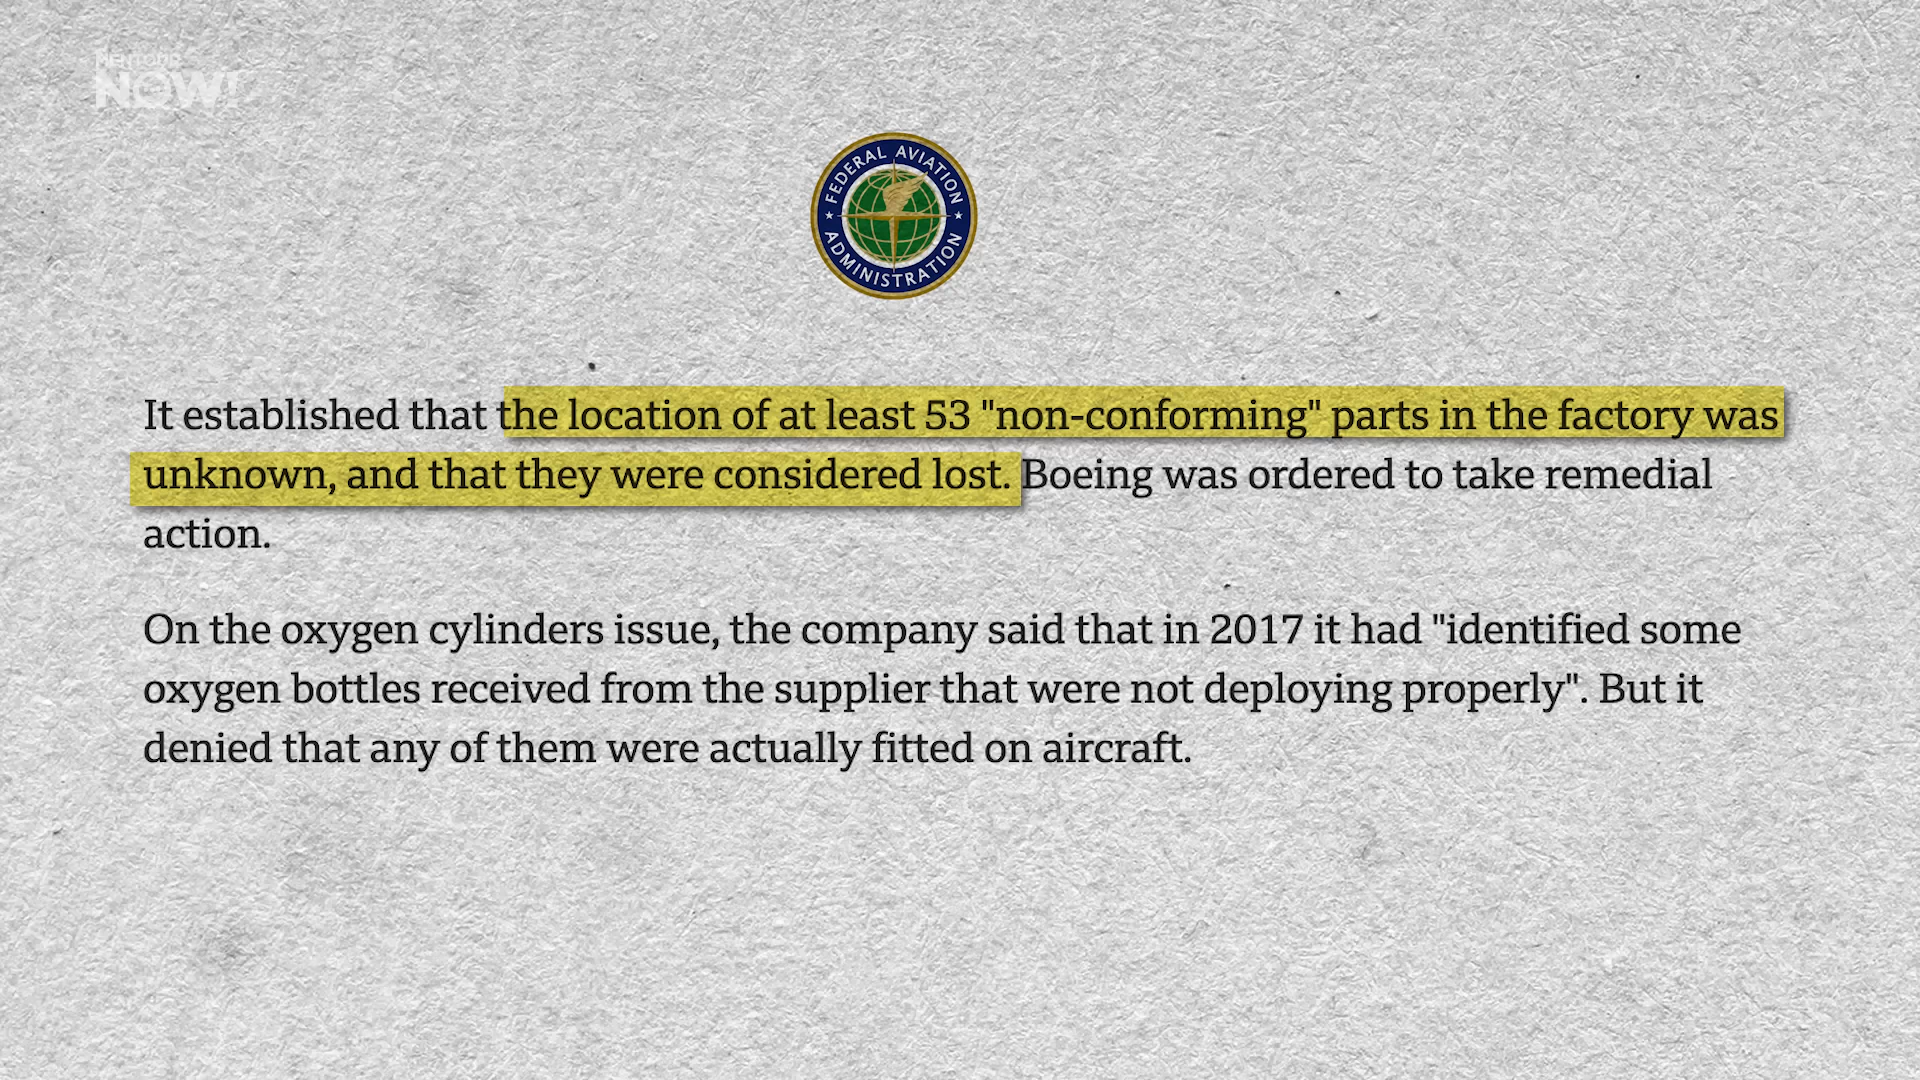 MENTOUR
NOW!
FEDERAL AVIATION
ADMINISTRATION
It established that the location of at least 53 "non-conforming" parts in the factory was
unknown, and that they were considered lost. Boeing was ordered to take remedial
action.
On the oxygen cylinders issue, the company said that in 2017 it had "identified some
oxygen bottles received from the supplier that were not deploying properly". But it
denied that any of them were actually fitted on aircraft.